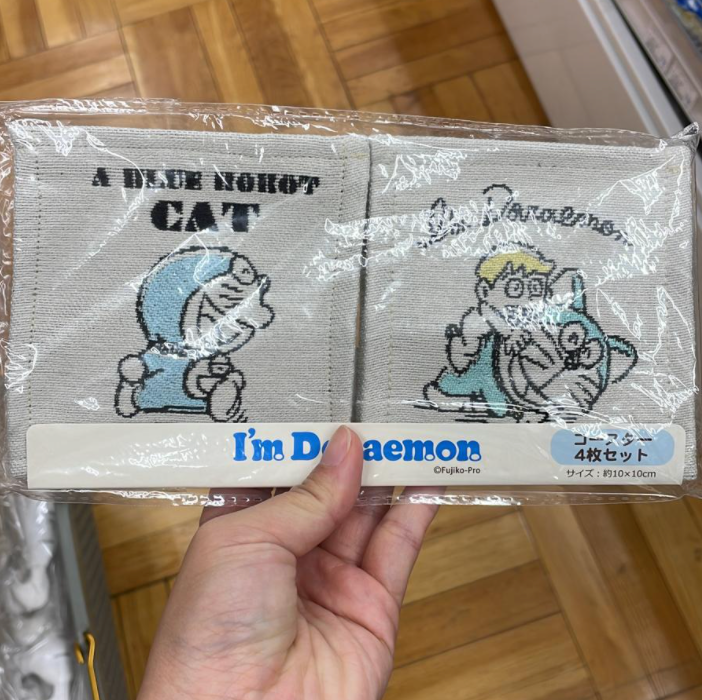 A BLUE ROBOT
CAT
I'm Doraemon
I'm Doraemon
©Fujiko-Pro
コースター
4枚セット
サイズ：約10×10cm